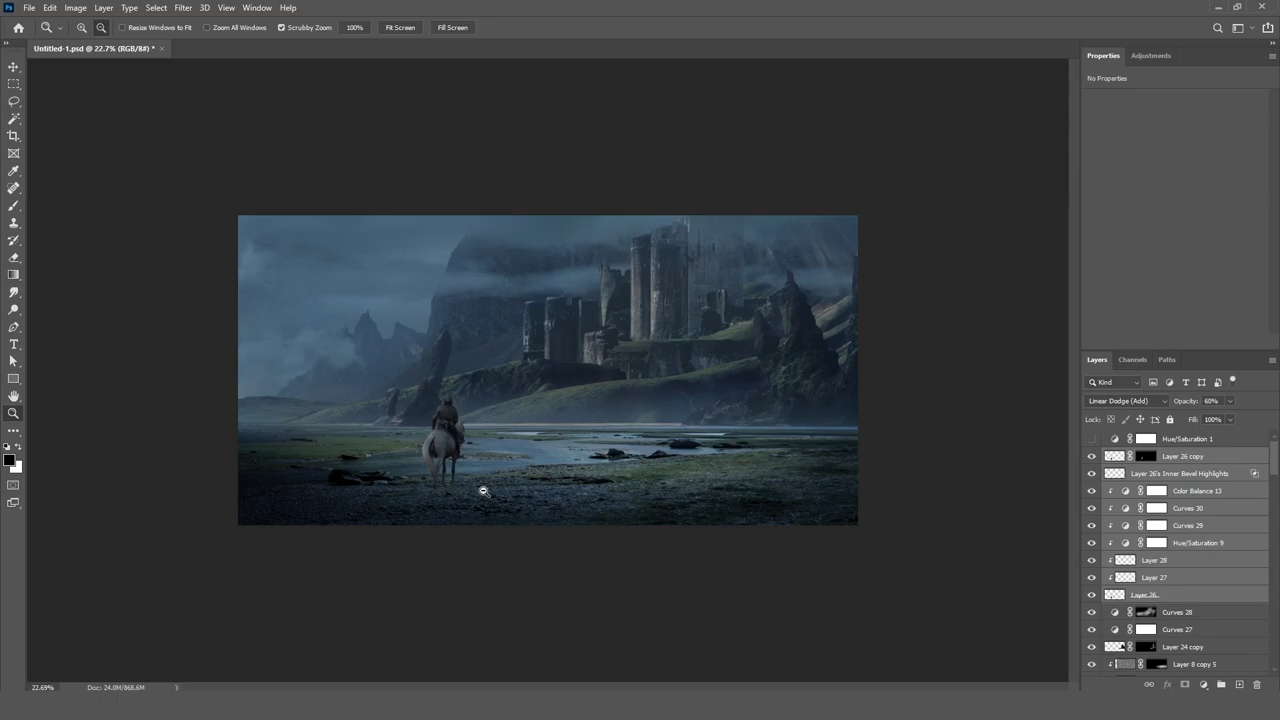 Ps File Edit Image Layer Type Select Filter 3D View Window Help
Resize Windows to Fit Zoom All Windows Scrubby Zoom 100% Fit Screen Fill Screen
Untitled-1.psd @ 22.7% (RGB/8#) *
Properties Adjustments
No Properties
Layers Channels Paths
Kind
Linear Dodge (Add) Opacity: 60%
Lock: Fill: 100%
Hue/Saturation 1
Layer 26 copy
Layer 26's Inner Bevel Highlights
Color Balance 13
Curves 30
Curves 29
Hue/Saturation 9
Layer 28
Layer 27
Layer 26
Curves 28
Curves 27
Layer 24 copy
Layer 8 copy 5
22.69% Doc: 24.0M/868.6M